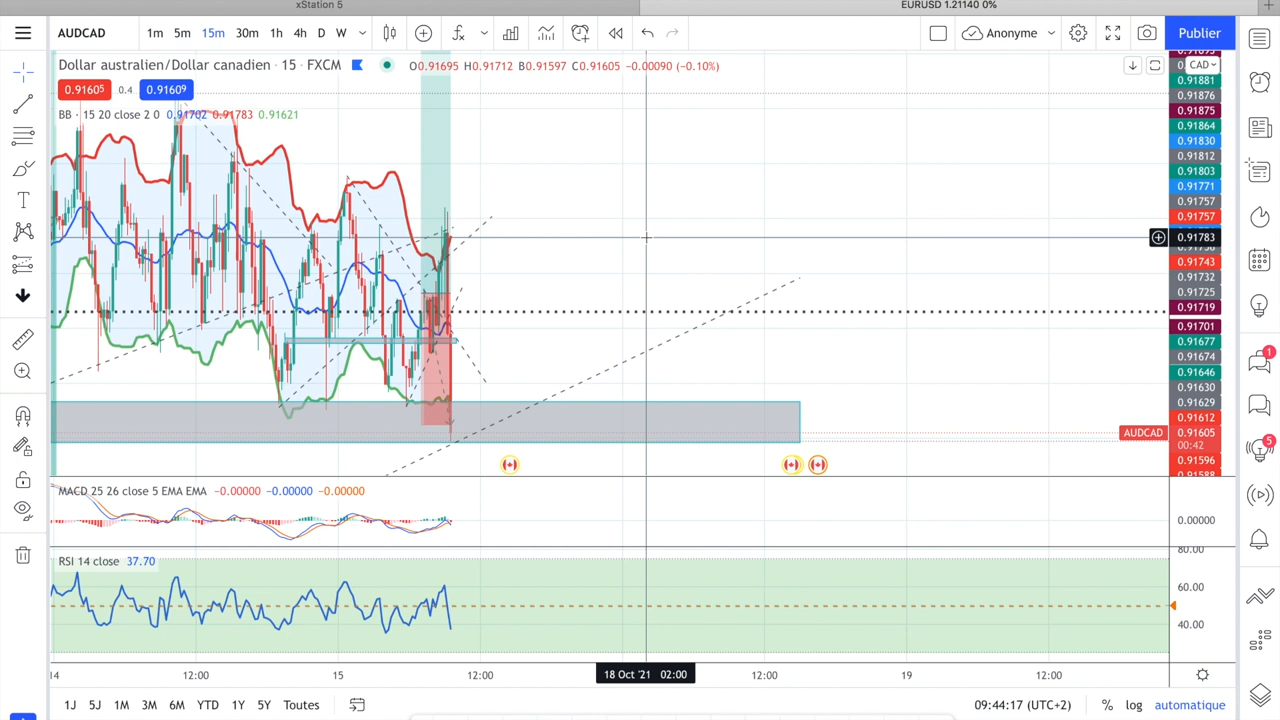 xStation 5
EURUSD 1.21140 0%
AUDCAD 1m 5m 15m 30m 1h 4h D W Anonyme Publier
Dollar australien/Dollar canadien · 15 · FXCM O0.91695 H0.91712 B0.91597 C0.91605 -0.00090 (-0.10%)
CAD
0.91605 0.4 0.91609
BB · 15 20 close 2 0 0.91702 0.91783 0.91621
0.91881
0.91876
0.91875
0.91864
0.91830
0.91812
0.91803
0.91771
0.91757
0.91757
0.91783
0.91743
0.91732
0.91725
0.91719
0.91701
0.91677
0.91674
0.91646
0.91630
0.91629
0.91612
AUDCAD 0.91605
00:42
0.91596
1
5
MACD 25 26 close 5 EMA EMA -0.00000 -0.00000 -0.00000
0.00000
80.00
RSI 14 close 37.70
60.00
40.00
14 12:00 15 12:00 18 Oct '21 02:00 12:00 19 12:00
1J 5J 1M 3M 6M YTD 1Y 5Y Toutes 09:44:17 (UTC+2) % log automatique